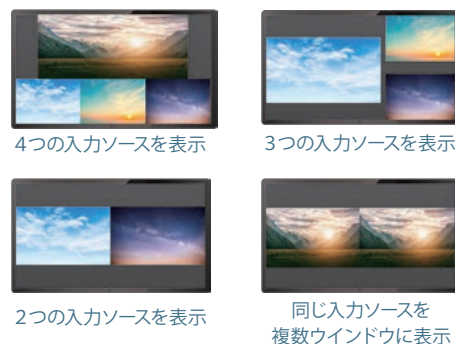 4つの入力ソースを表示
3つの入力ソースを表示
2つの入力ソースを表示
同じ入力ソースを
複数ウインドウに表示